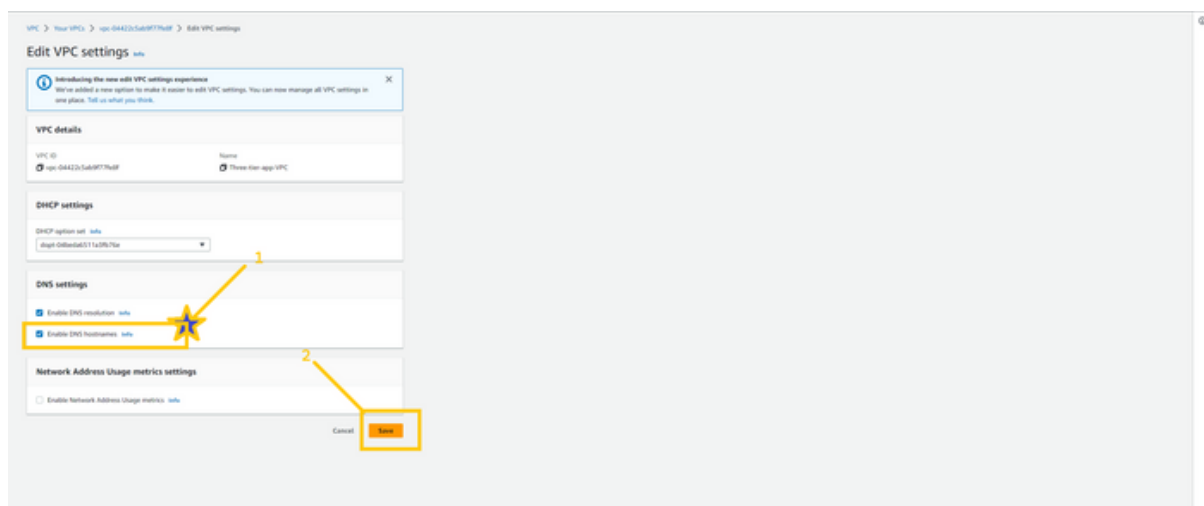 VPC > Your VPCs > > Edit VPC settings
Edit VPC settings Info
Introducing the new edit VPC settings experience
We've added a new option to make it easier to edit VPC settings. You can now manage all VPC settings in
one place. Tell us what you think.
VPC details
VPC ID
Name
Three-tier-app-VPC
DHCP settings
DHCP option set Info
1
DNS settings
Enable DNS resolution Info
Enable DNS hostnames Info
2
Network Address Usage metrics settings
Enable Network Address Usage metrics Info
Cancel
Save